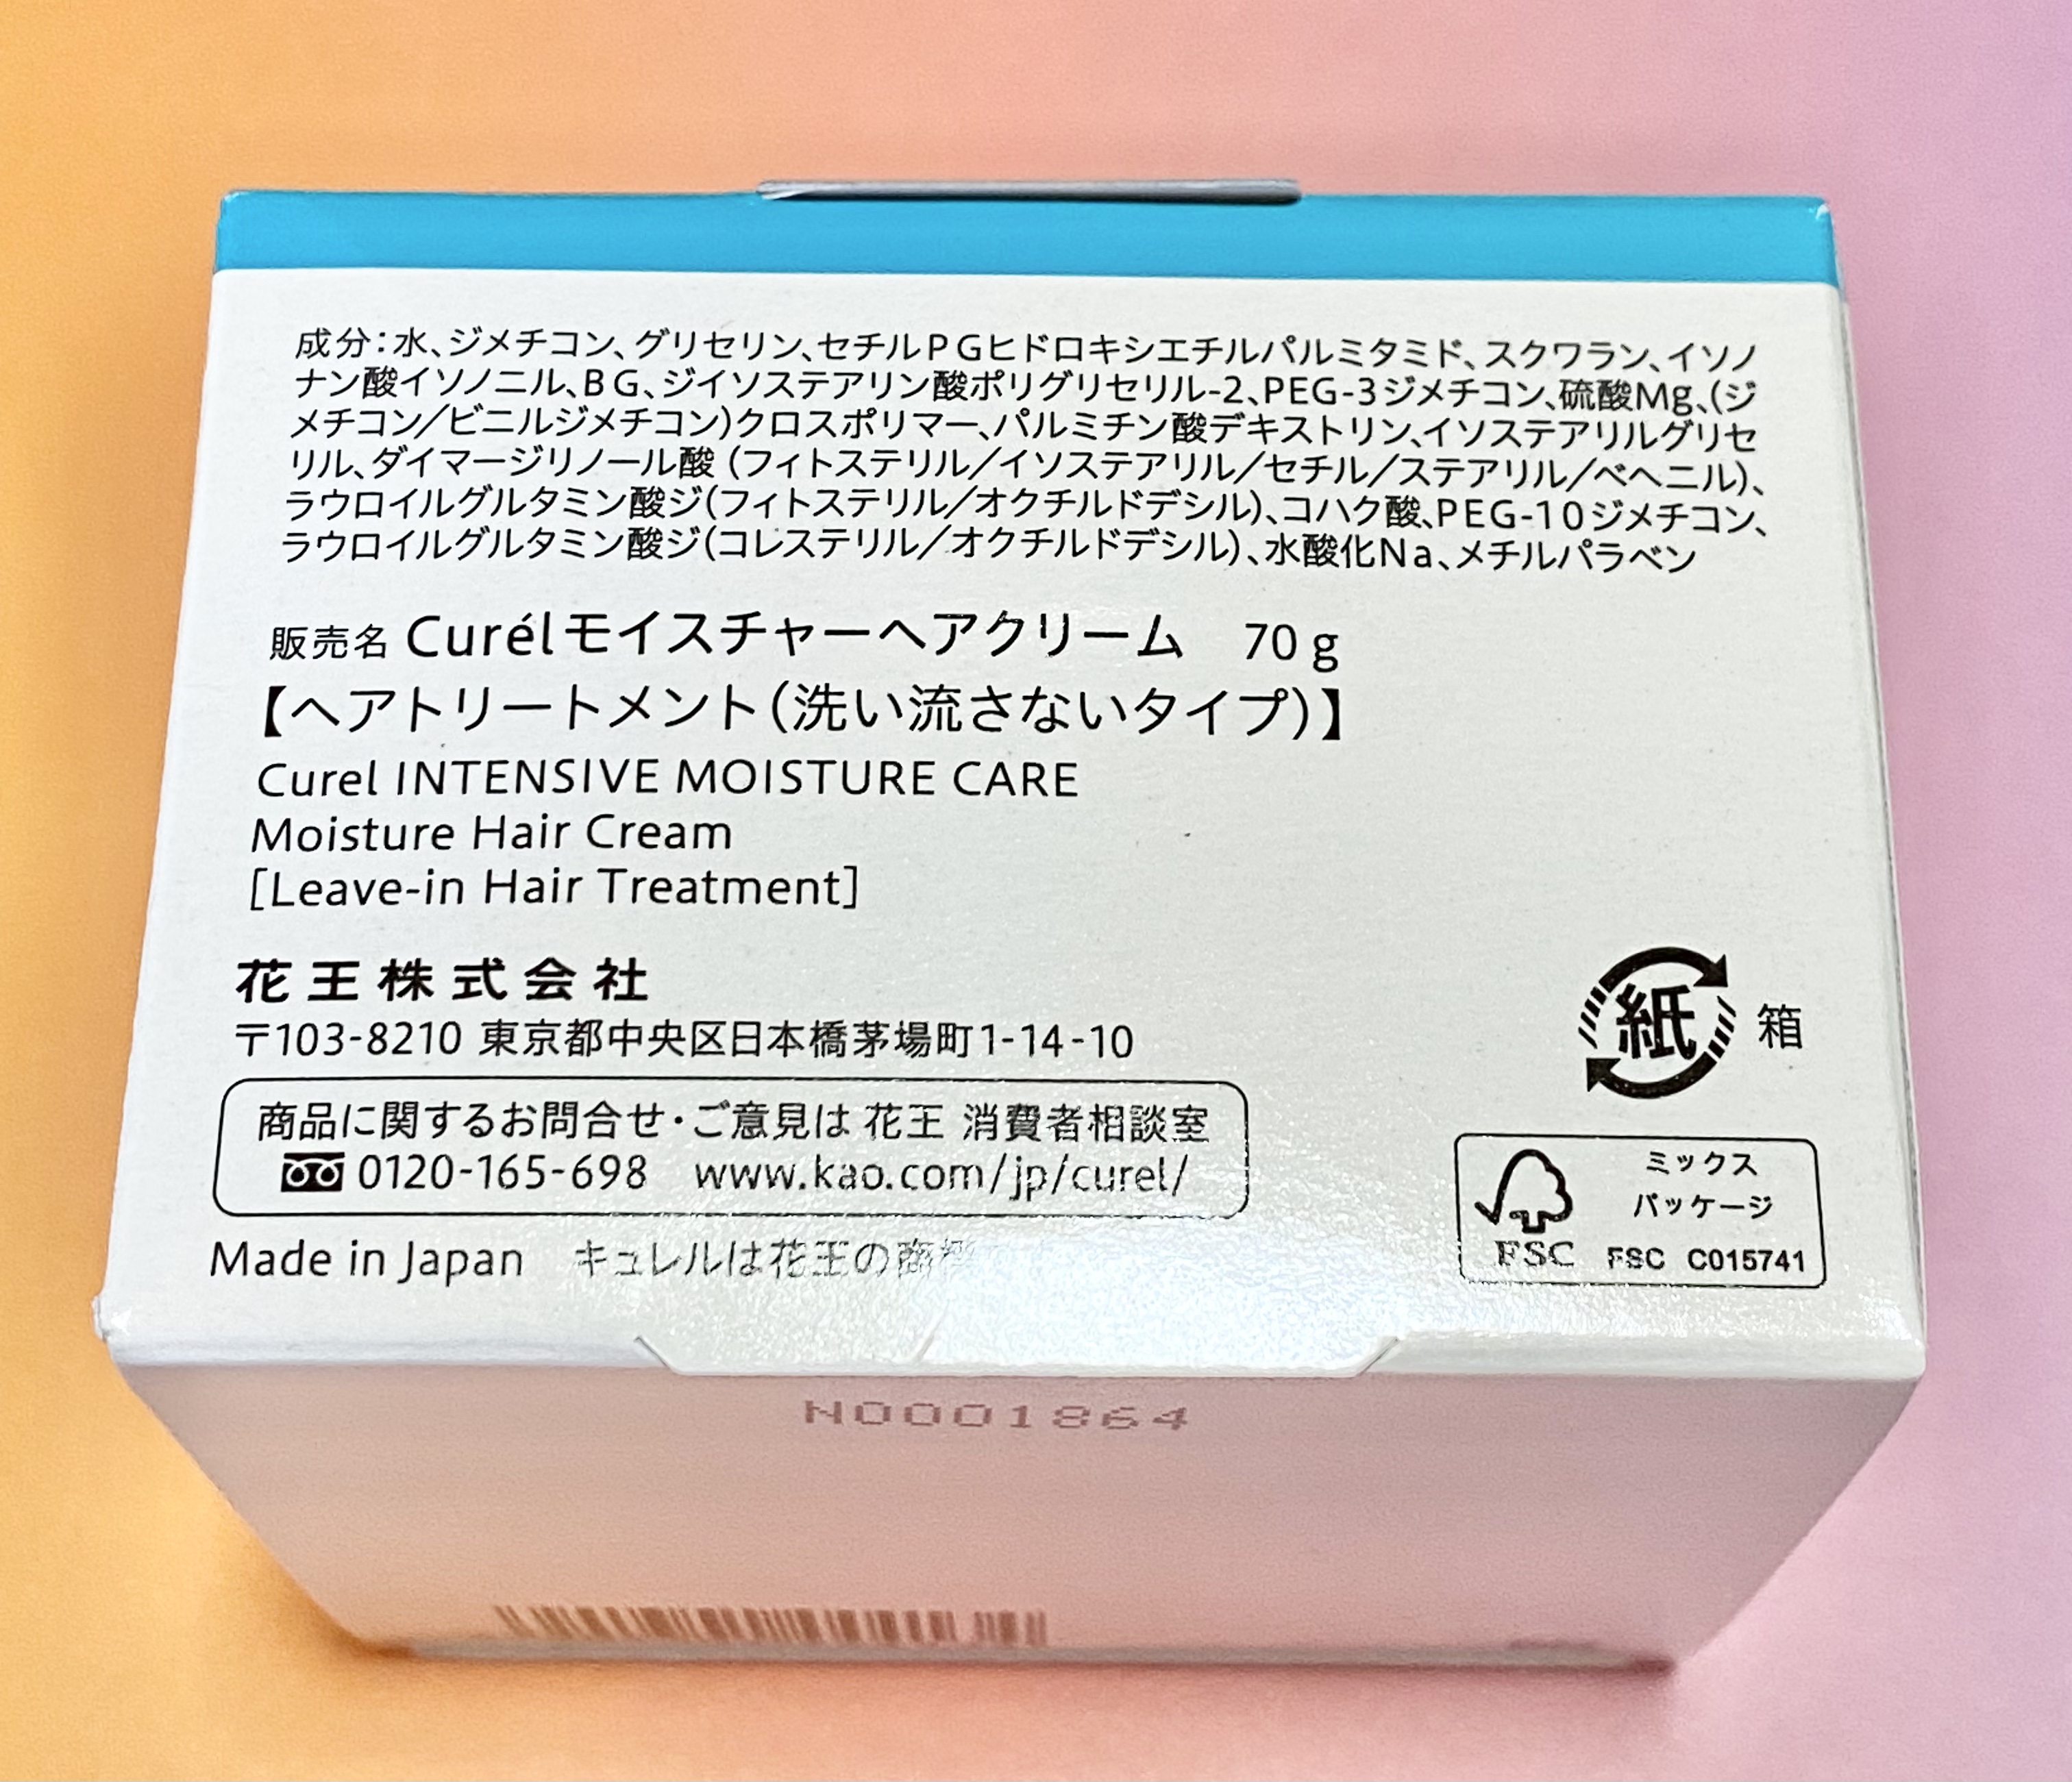 成分：水、ジメチコン、グリセリン、セチルPGヒドロキシエチルパルミタミド、スクワラン、イソノ
ナン酸イソノニル、BG、ジイソステアリン酸ポリグリセリル-2、PEG-3ジメチコン、硫酸Mg、(ジ
メチコン／ビニルジメチコン)クロスポリマー、パルミチン酸デキストリン、イソステアリルグリセ
リル、ダイマージリノール酸 (フィトステリル／イソステアリル／セチル／ステアリル／ベヘニル)、
ラウロイルグルタミン酸ジ(フィトステリル／オクチルドデシル)、コハク酸、PEG-10ジメチコン、
ラウロイルグルタミン酸ジ(コレステリル／オクチルドデシル)、水酸化Na、メチルパラベン
販売名 Curélモイスチャーヘアクリーム 70 g
【ヘアトリートメント(洗い流さないタイプ)】
Curel INTENSIVE MOISTURE CARE
Moisture Hair Cream
[Leave-in Hair Treatment]
花王株式会社
〒103-8210 東京都中央区日本橋茅場町1-14-10
商品に関するお問合せ・ご意見は 花王 消費者相談室
0120-165-698 www.kao.com/jp/curel/
Made in Japan キュレルは花王の商標
紙 箱
ミックス
パッケージ
FSC FSC C015741
N0001864